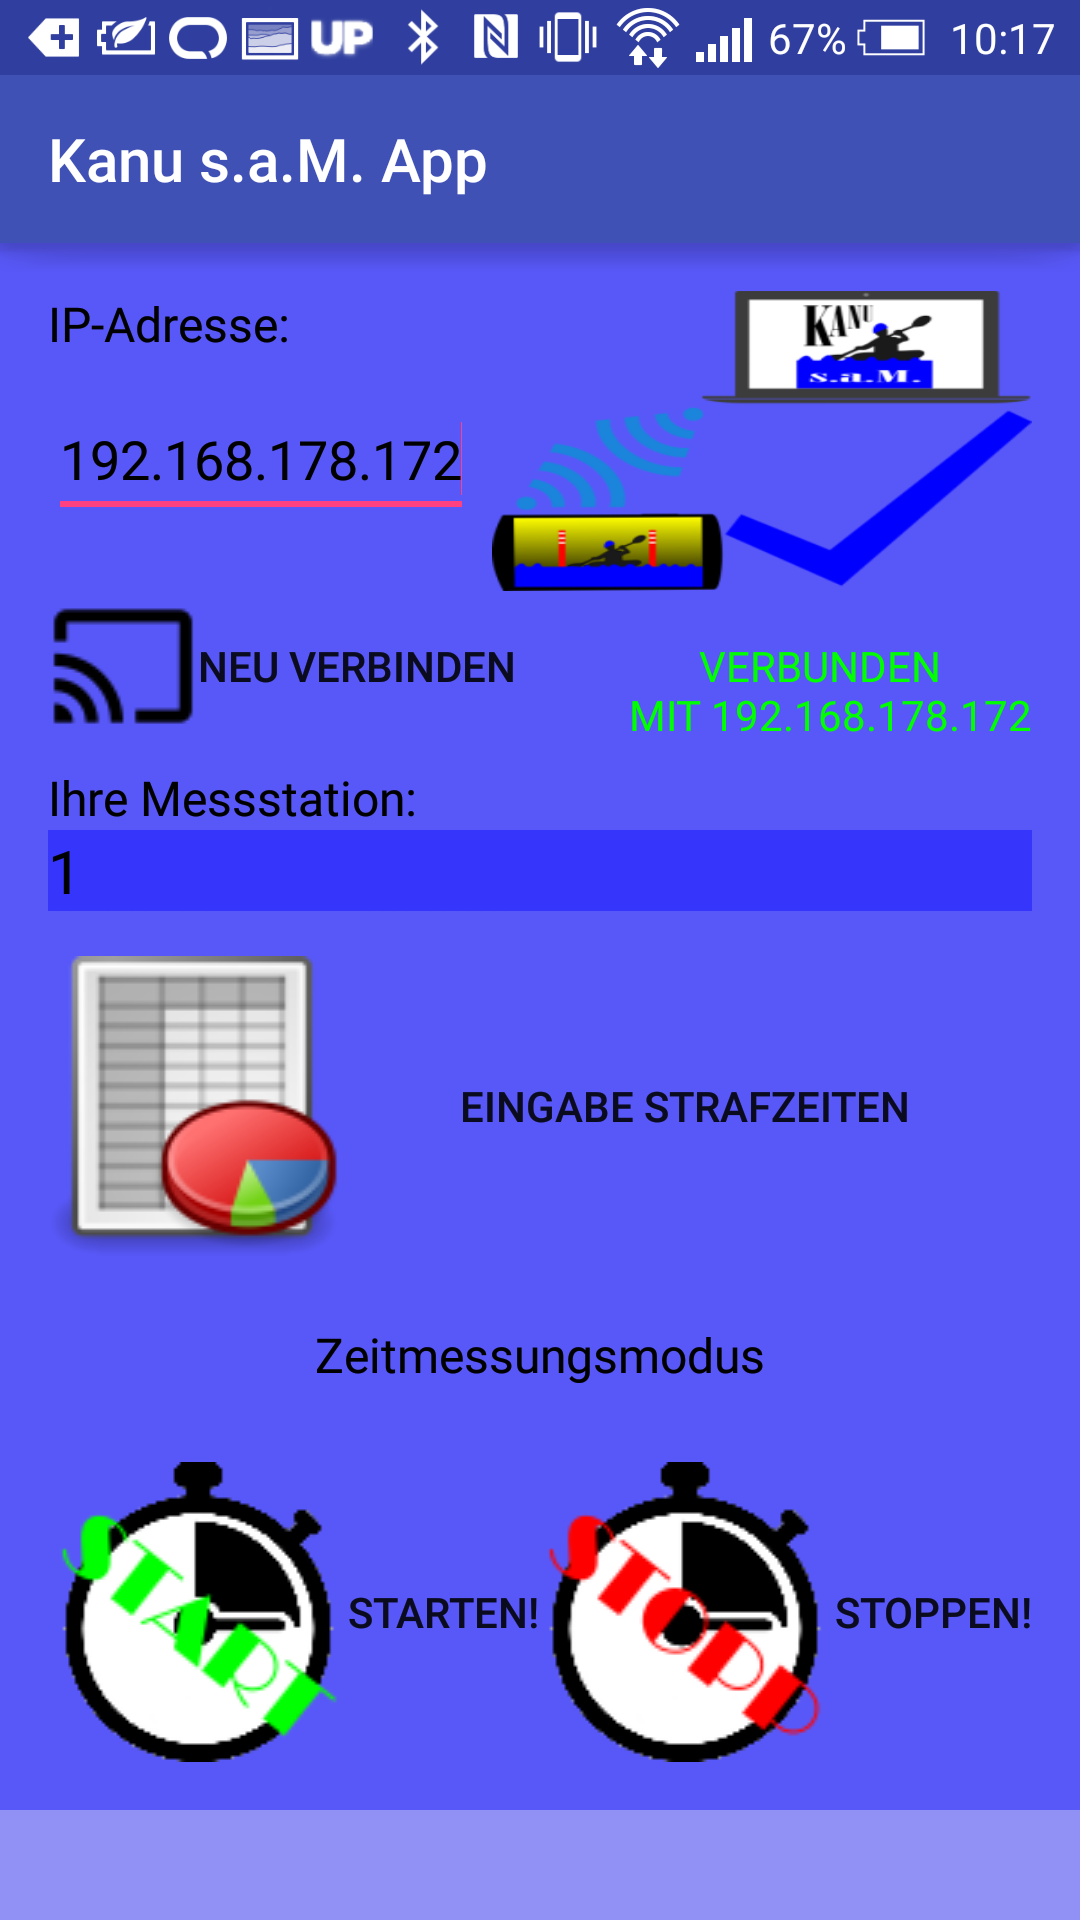 UP 67% 10:17
Kanu s.a.M. App
IP-Adresse:
KANU
s.a.M.
192.168.178.172
NEU VERBINDEN
VERBUNDEN
MIT 192.168.178.172
Ihre Messstation:
1
EINGABE STRAFZEITEN
Zeitmessungsmodus
START
STARTEN!
STOPP
STOPPEN!